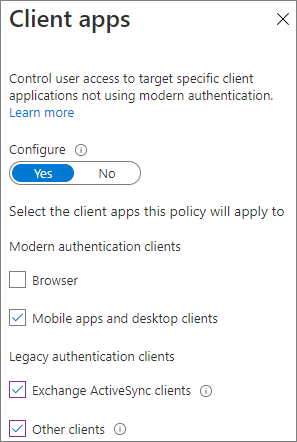 Client apps
Control user access to target specific client
applications not using modern authentication.
Learn more
Configure
Yes No
Select the client apps this policy will apply to
Modern authentication clients
Browser
Mobile apps and desktop clients
Legacy authentication clients
Exchange ActiveSync clients
Other clients